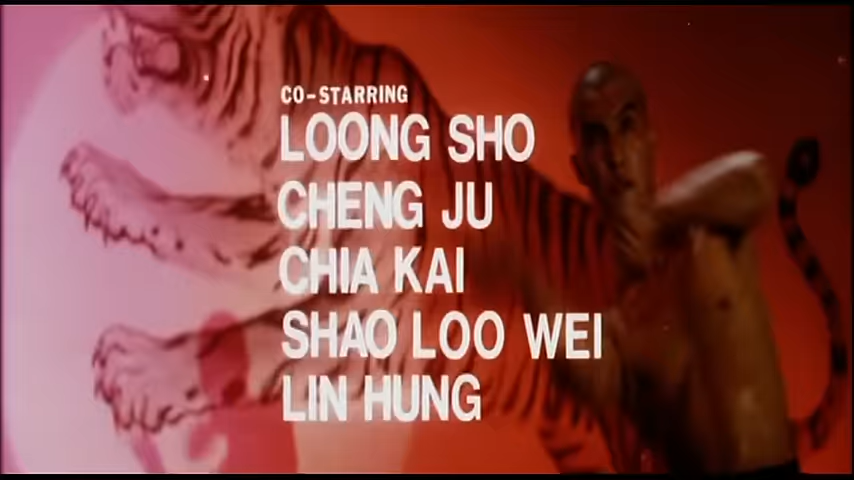 CO-STARRING
LOONG SHO
CHENG JU
CHIA KAI
SHAO LOO WEI
LIN HUNG